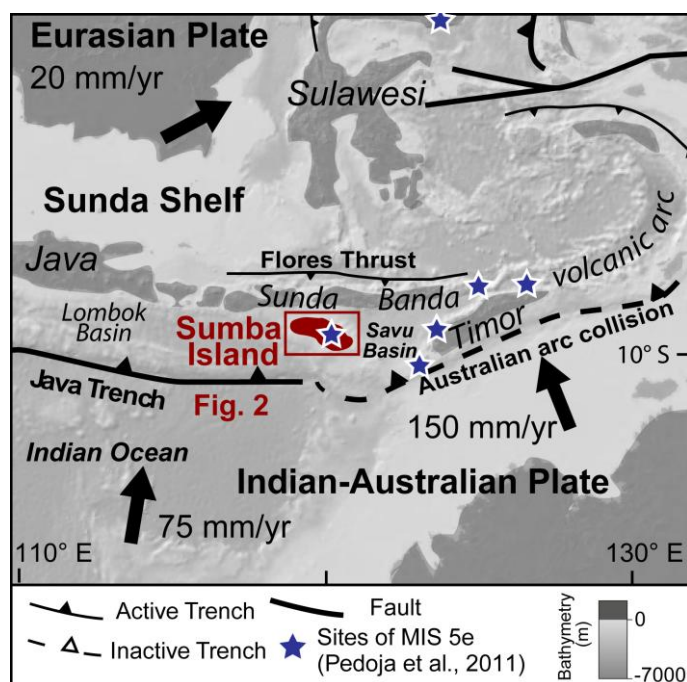 Eurasian Plate
20 mm/yr
Sulawesi
Sunda Shelf
Java
Flores Thrust
Sunda
Banda
volcanic arc
Lombok
Basin
Sumba
Island
Savu
Basin
Timor
Australian arc collision
10° S
Java Trench
Fig. 2
150 mm/yr
Indian Ocean
Indian-Australian Plate
75 mm/yr
110° E
130° E
Active Trench
Fault
Inactive Trench
Sites of MIS 5e
(Pedoja et al., 2011)
Bathymetry
(m)
0
-7000